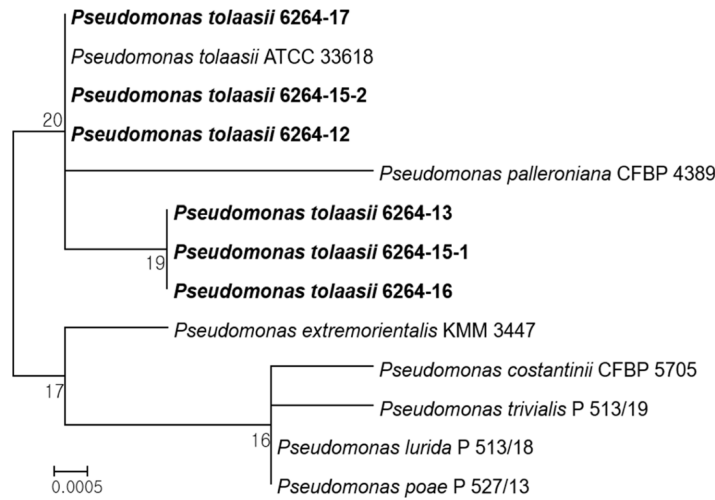 Pseudomonas tolaasii 6264-17
Pseudomonas tolaasii ATCC 33618
20
Pseudomonas tolaasii 6264-15-2
Pseudomonas tolaasii 6264-12
Pseudomonas palleroniana CFBP 4389
Pseudomonas tolaasii 6264-13
Pseudomonas tolaasii 6264-15-1
19
Pseudomonas tolaasii 6264-16
Pseudomonas extremorientalis KMM 3447
Pseudomonas costantinii CFBP 5705
17
Pseudomonas trivialis P 513/19
16
Pseudomonas lurida P 513/18
Pseudomonas poae P 527/13
0.0005